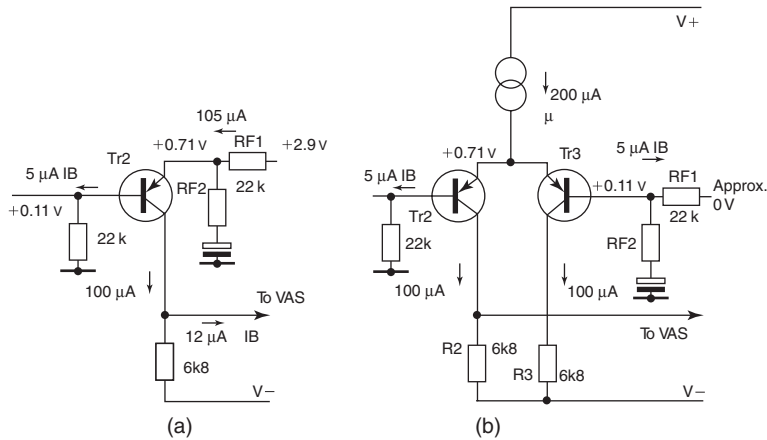 105 µA
+0.71 v
RF1
+2.9 v
Tr2
5 µA IB
+0.11 v
RF2
22 k
22 k
100 µA
To VAS
12 µA
IB
6k8
V−
(a)
V+
200 µA
µ
+0.71 v
Tr3
5 µA IB
RF1
Approx.
0 V
5 µA IB
+0.11 v
22 k
Tr2
22k
RF2
100 µA
100 µA
To VAS
R2
6k8
R3
6k8
V−
(b)